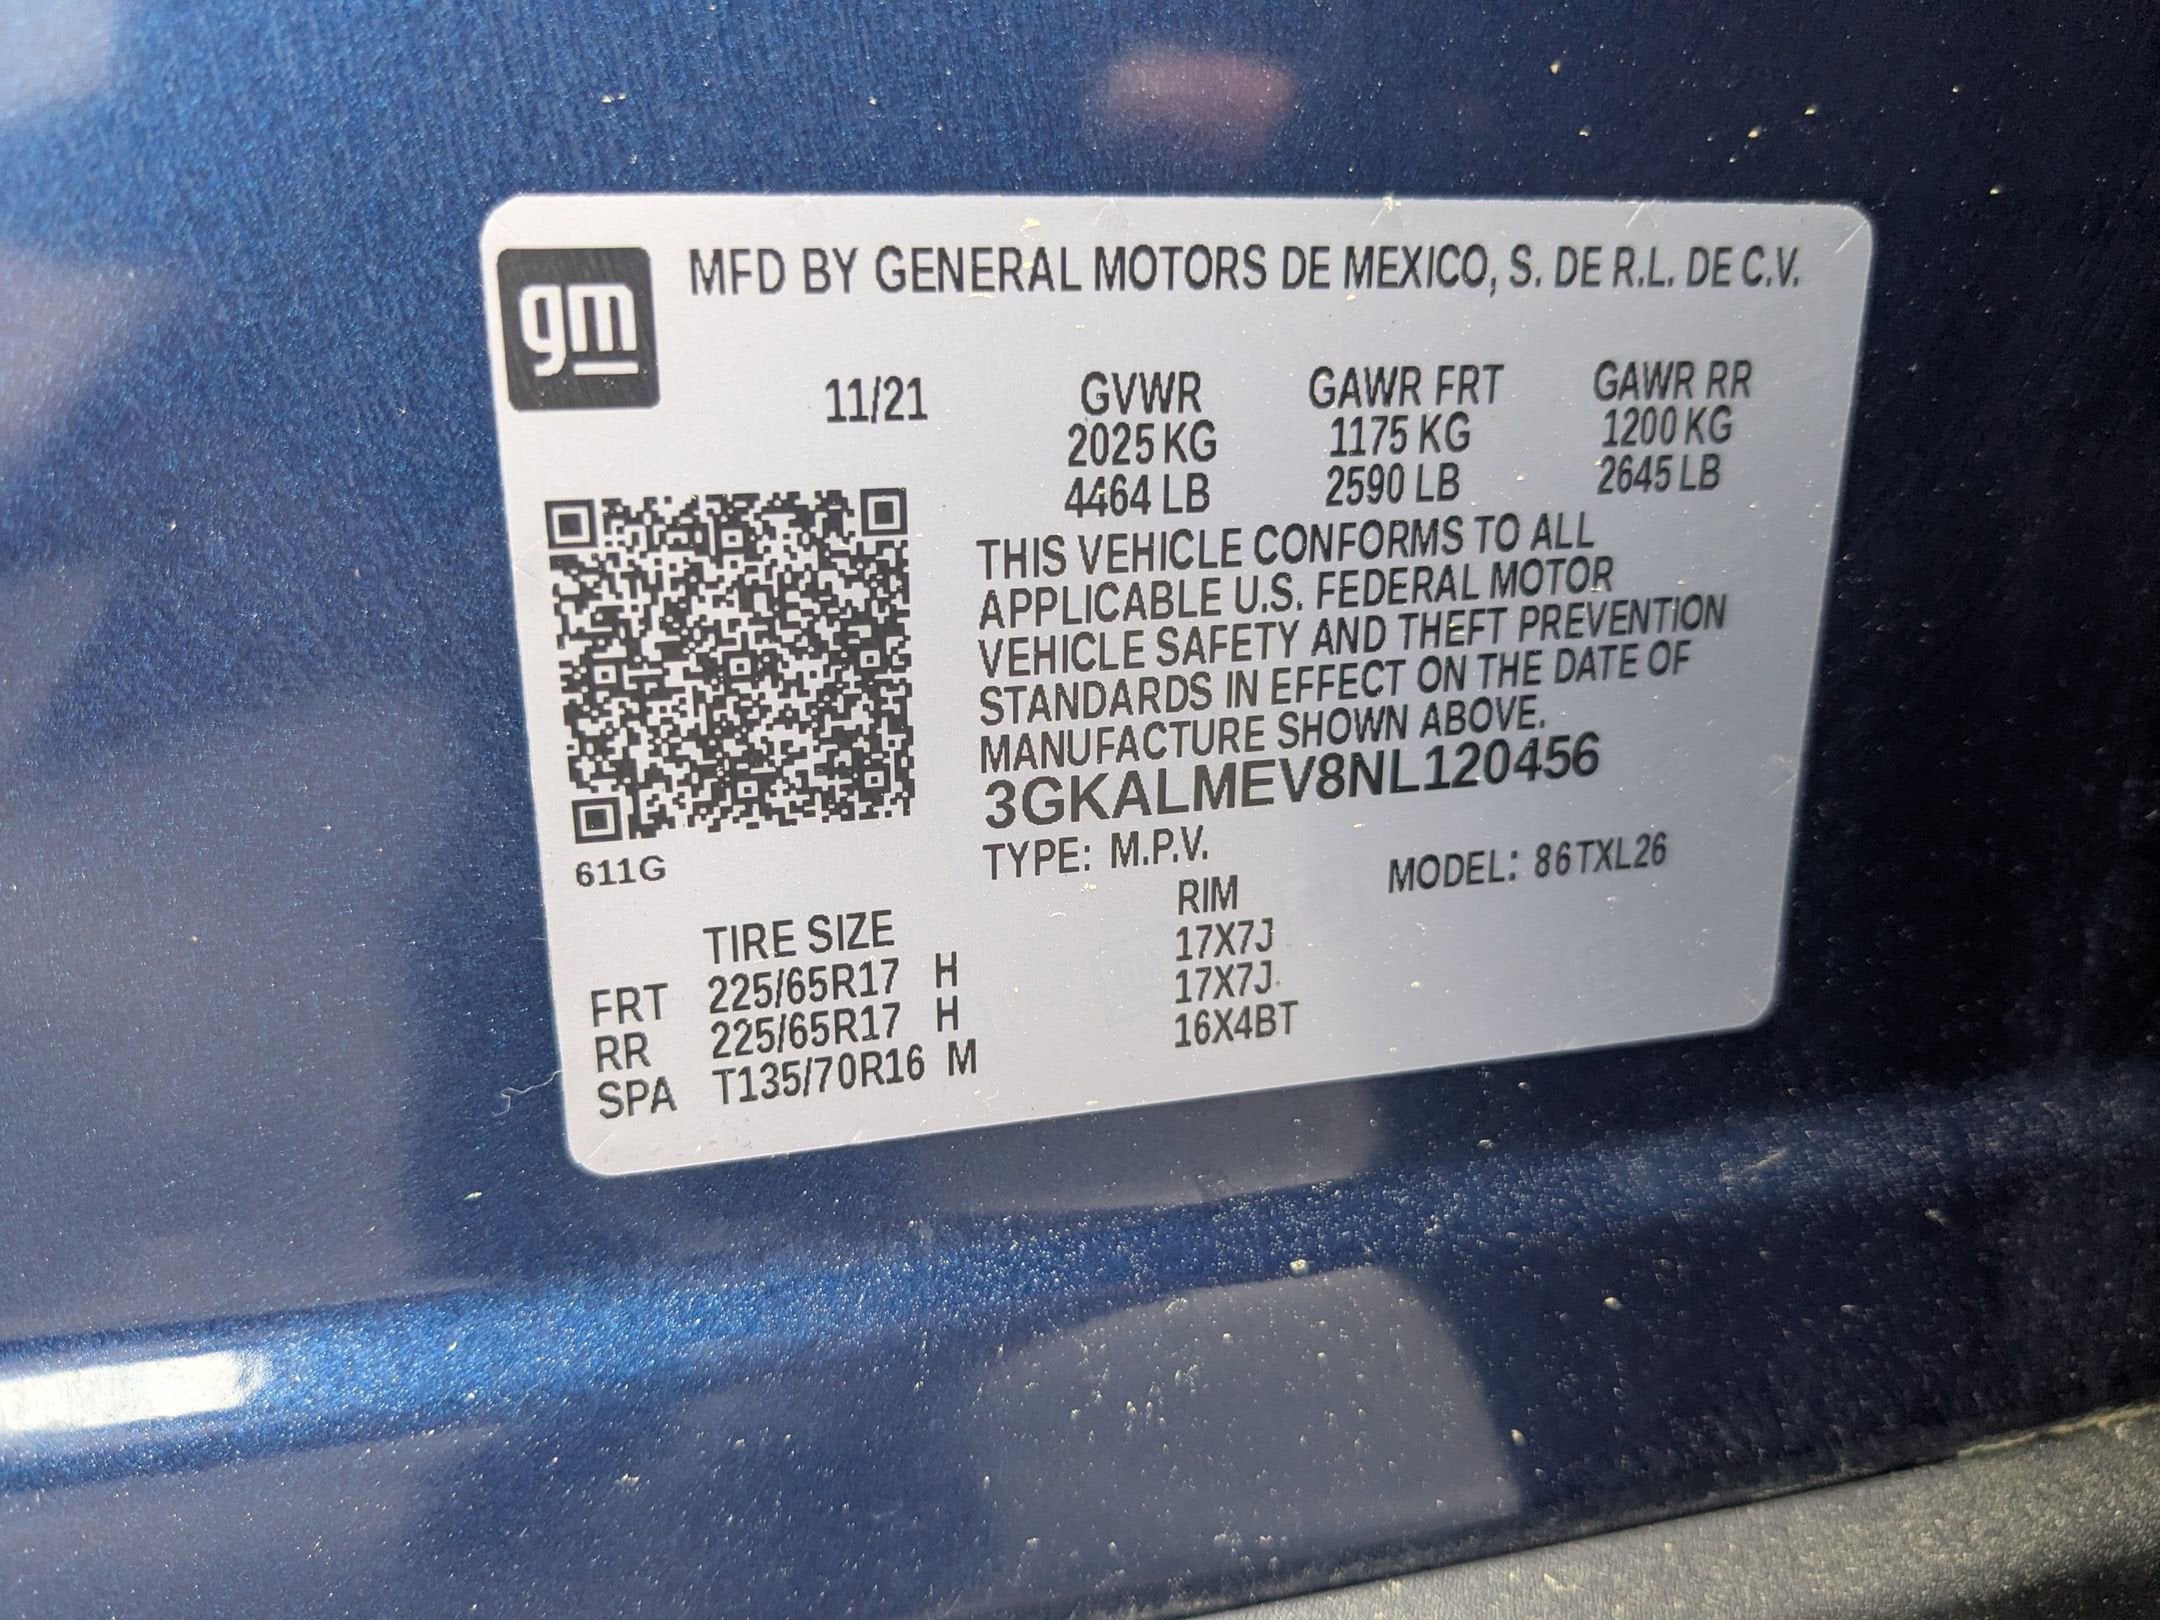 gm
MFD BY GENERAL MOTORS DE MEXICO, S. DE R.L. DE C.V.
11/21 GVWR GAWR FRT GAWR RR
2025 KG 1175 KG 1200 KG
4464 LB 2590 LB 2645 LB
THIS VEHICLE CONFORMS TO ALL
APPLICABLE U.S. FEDERAL MOTOR
VEHICLE SAFETY AND THEFT PREVENTION
STANDARDS IN EFFECT ON THE DATE OF
MANUFACTURE SHOWN ABOVE.
3GKALMEV8NL120456
611G
TYPE: M.P.V. MODEL: 86TXL26
TIRE SIZE RIM
FRT 225/65R17 H 17X7J
RR 225/65R17 H 17X7J
SPA T135/70R16 M 16X4BT